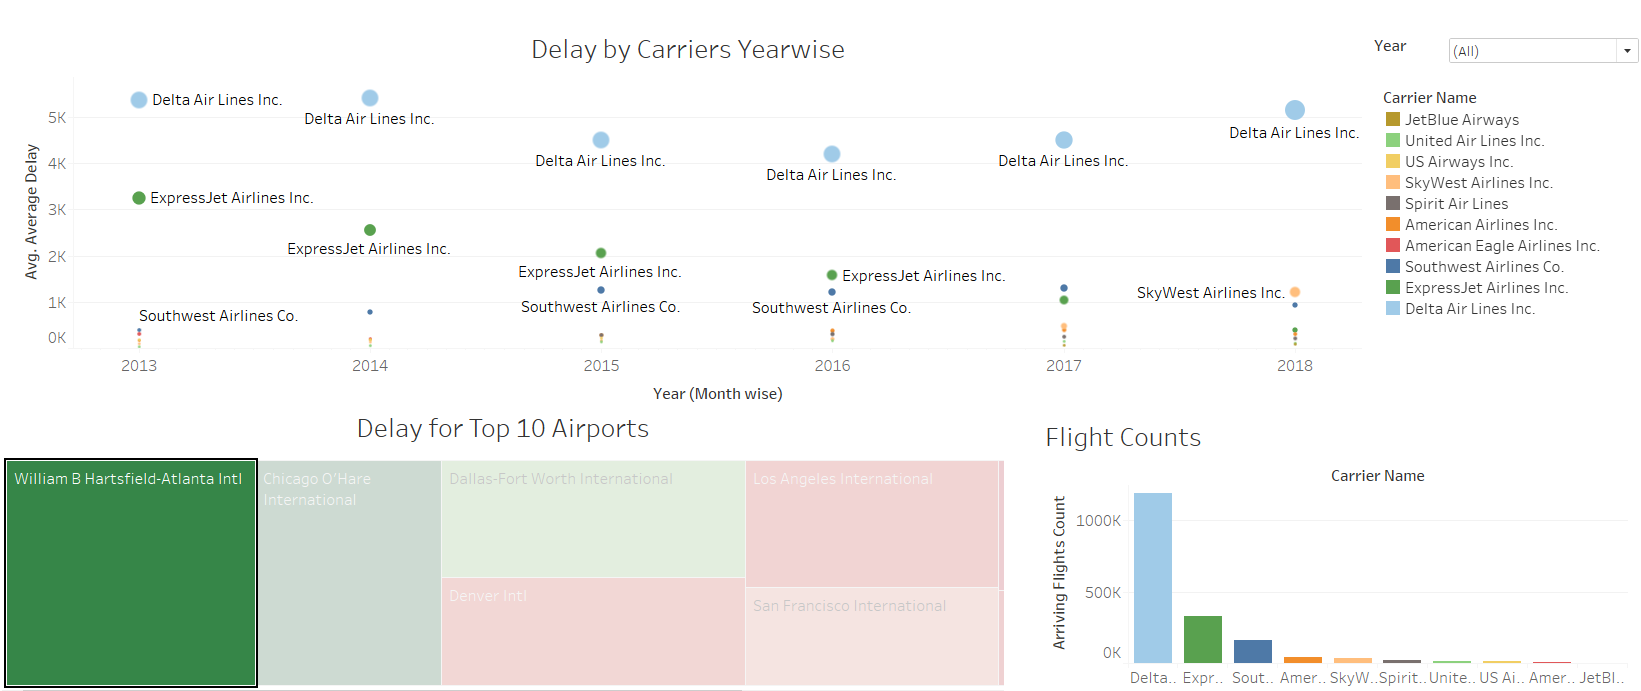 Delay by Carriers Yearwise
Year
(All)
Carrier Name
JetBlue Airways
United Air Lines Inc.
US Airways Inc.
SkyWest Airlines Inc.
Spirit Air Lines
American Airlines Inc.
American Eagle Airlines Inc.
Southwest Airlines Co.
ExpressJet Airlines Inc.
Delta Air Lines Inc.
Avg. Average Delay
5K
4K
3K
2K
1K
0K
Delta Air Lines Inc.
Delta Air Lines Inc.
Delta Air Lines Inc.
Delta Air Lines Inc.
Delta Air Lines Inc.
Delta Air Lines Inc.
ExpressJet Airlines Inc.
ExpressJet Airlines Inc.
ExpressJet Airlines Inc.
ExpressJet Airlines Inc.
SkyWest Airlines Inc.
Southwest Airlines Co.
Southwest Airlines Co.
Southwest Airlines Co.
2013
2014
2015
2016
2017
2018
Year (Month wise)
Delay for Top 10 Airports
William B Hartsfield-Atlanta Intl
Chicago O'Hare
International
Dallas-Fort Worth International
Denver Intl
Los Angeles International
San Francisco International
Flight Counts
Carrier Name
Arriving Flights Count
1000K
500K
0K
Delta..
Expr..
Sout..
Amer..
SkyW..
Spirit..
Unite..
US Ai..
Amer..
JetBl..